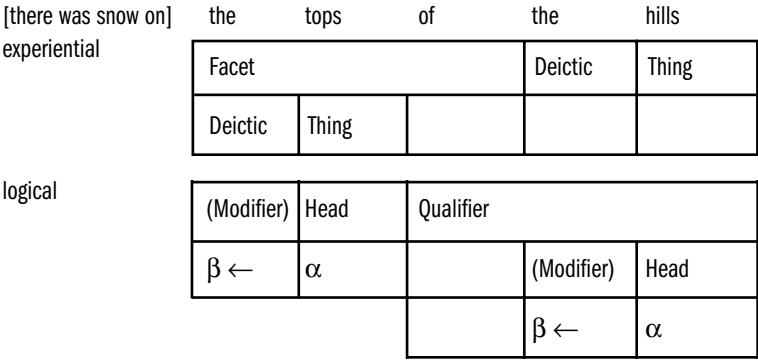 [there was snow on] the tops of the hills
experiential
Facet Deictic Thing
Deictic Thing
logical
(Modifier) Head Qualifier
β ← α (Modifier) Head
β ← α